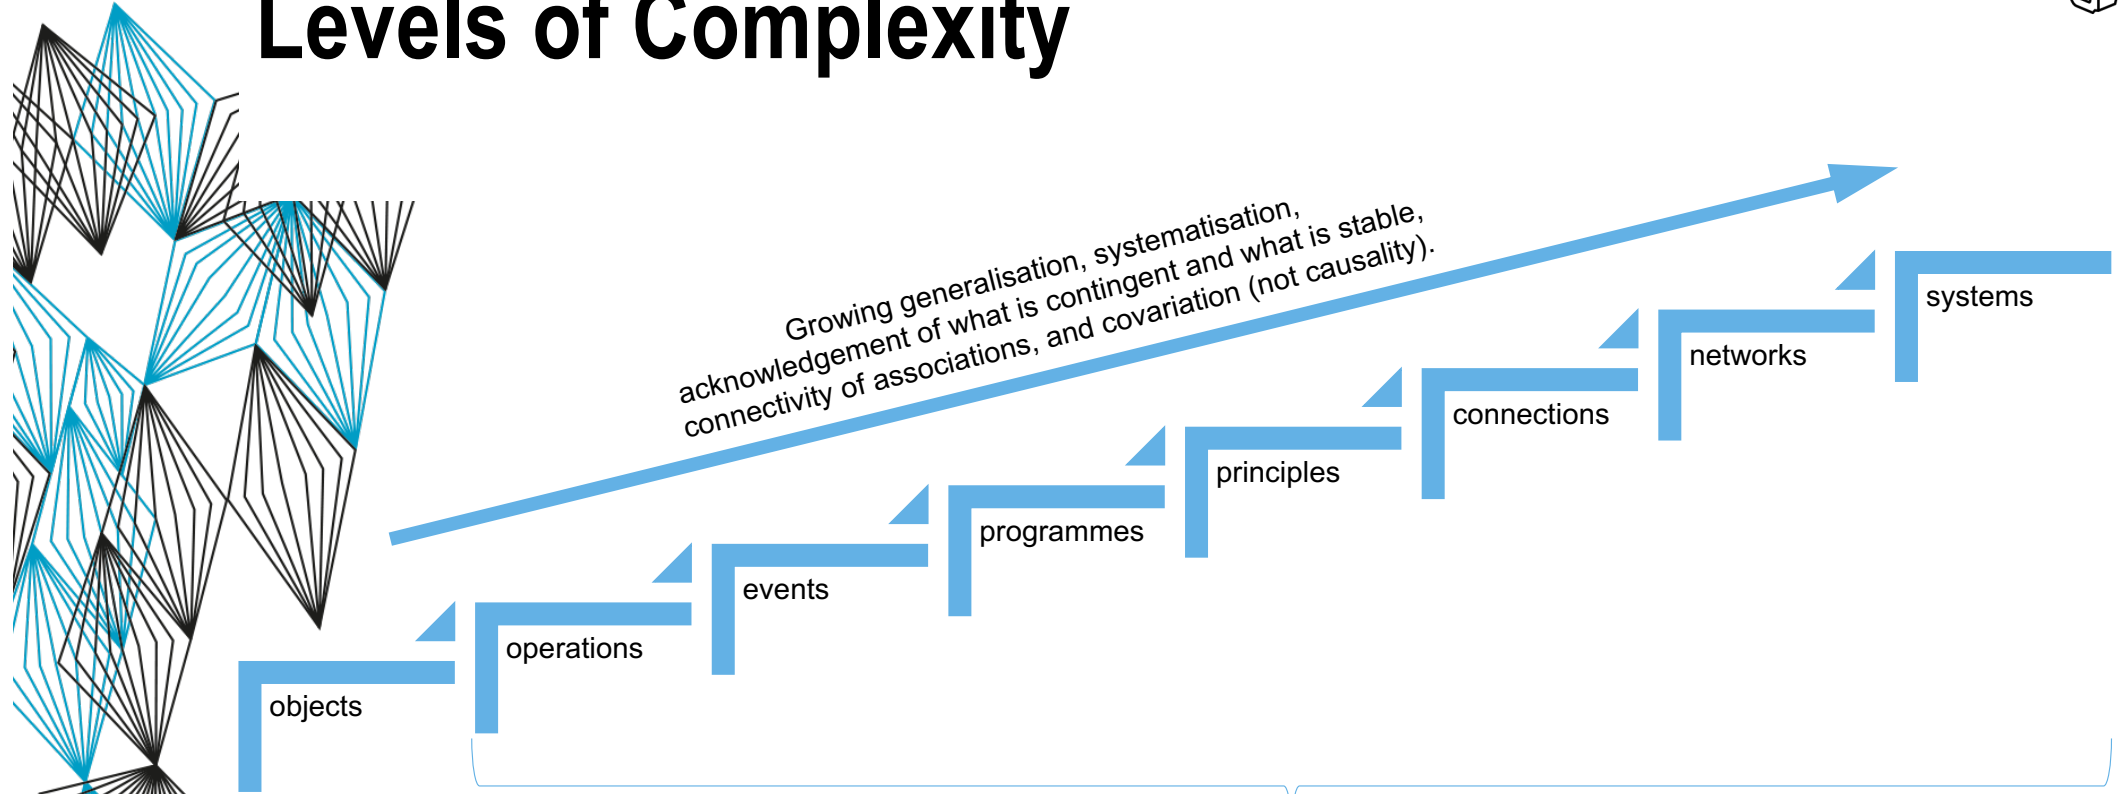 Levels of Complexity
Growing generalisation, systematisation,
acknowledgement of what is contingent and what is stable,
connectivity of associations, and covariation (not causality).
systems
networks
connections
principles
programmes
events
operations
objects